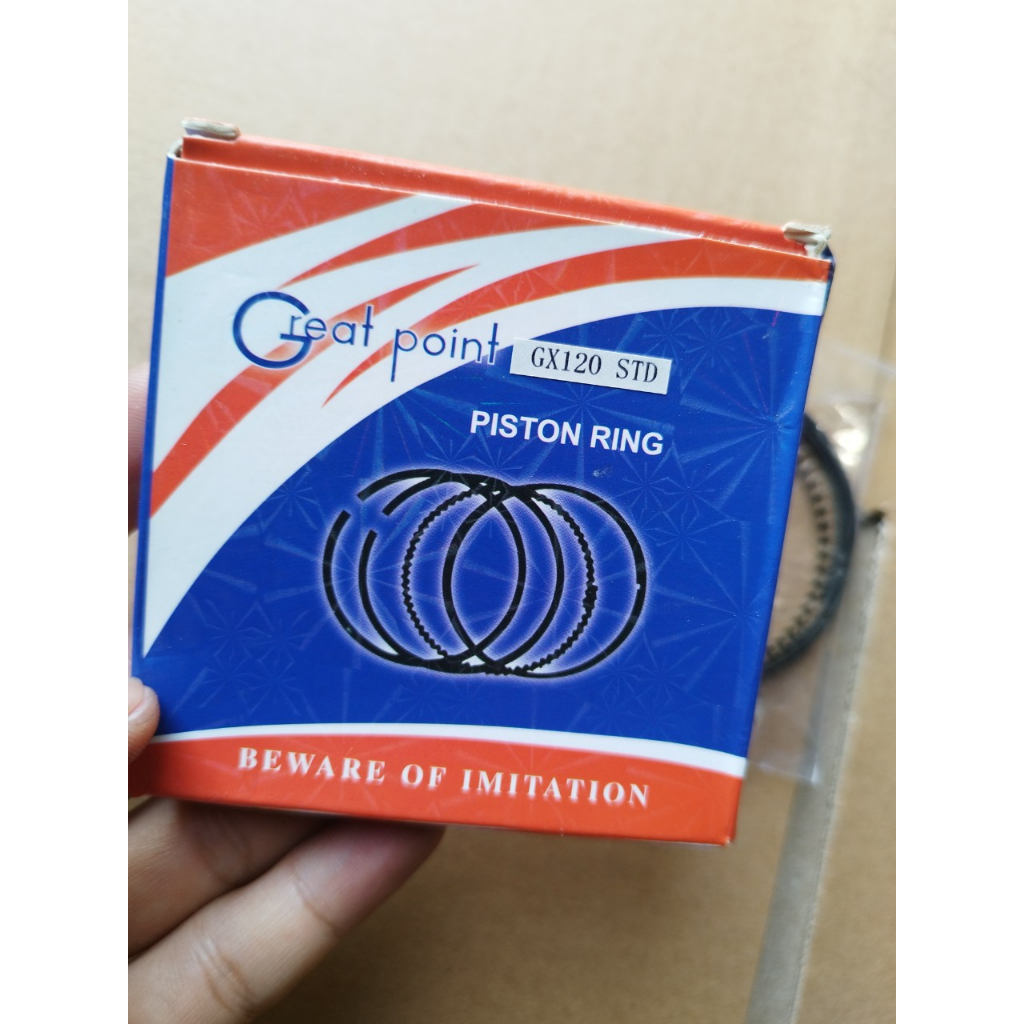 Great point
GX120 STD
PISTON RING
BEWARE OF IMITATION